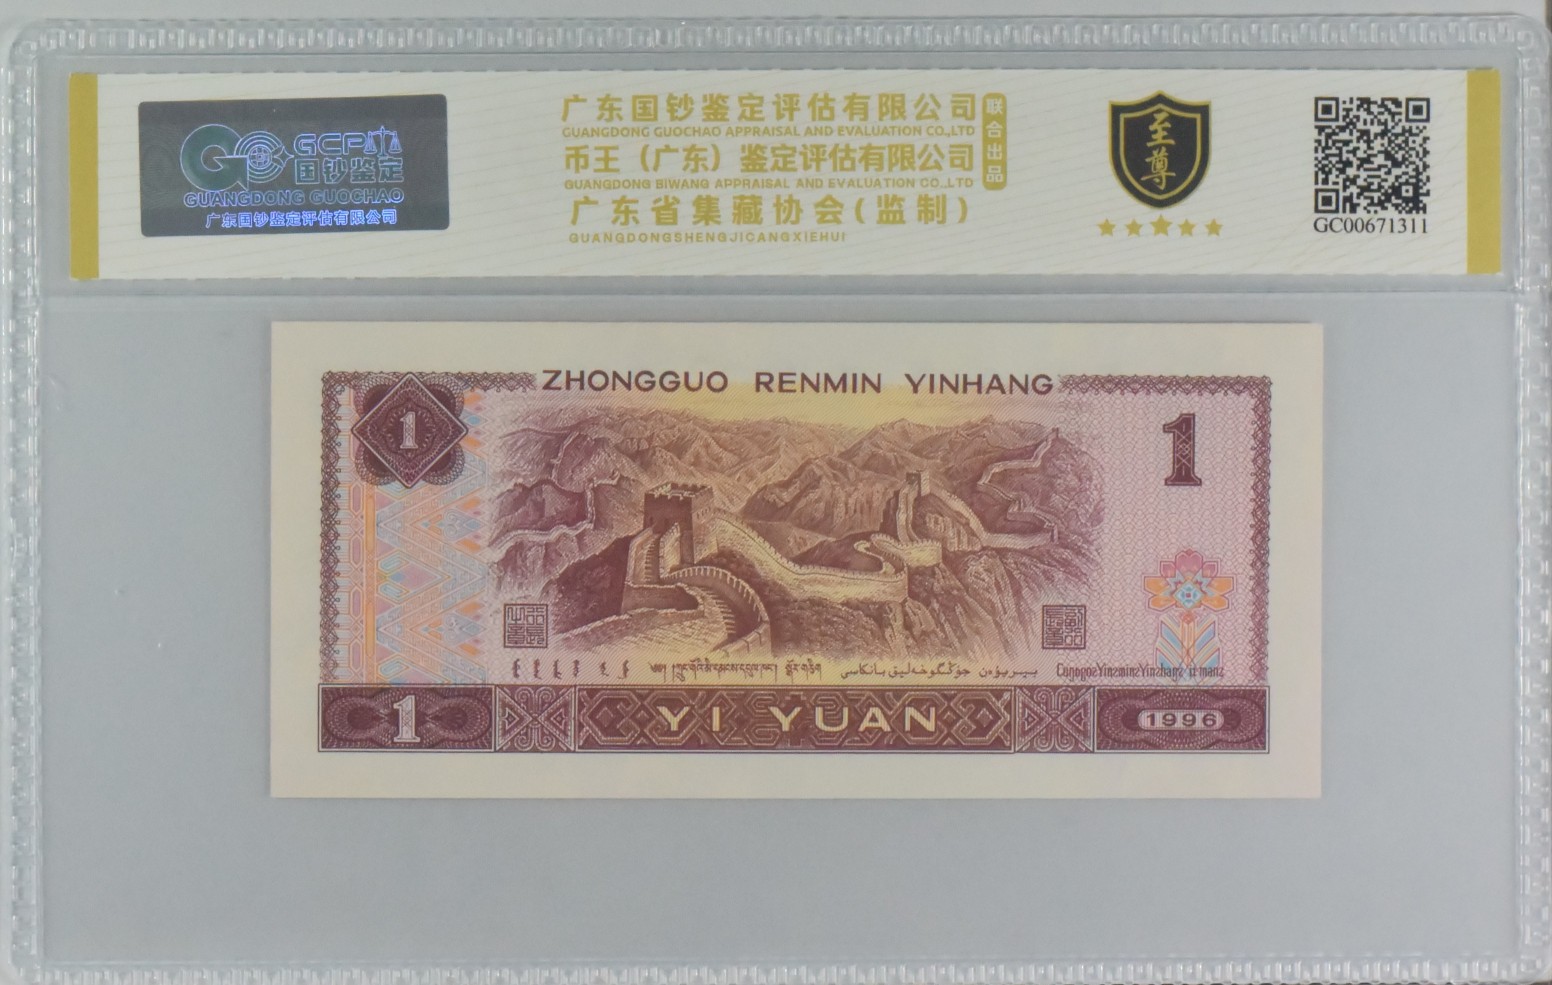 GCP
国钞鉴定
GUANGDONG GUOCHAO
广东国钞鉴定评估有限公司
广东国钞鉴定评估有限公司
GUANGDONG GUOCHAO APPRAISAL AND EVALUATION CO.,LTD
币王（广东）鉴定评估有限公司
GUANGDONG BIWANG APPRAISAL AND EVALUATION CO.,LTD
广东省集藏协会(监制)
GUANGDONGSHENGJICANGXIEHUI
联合出品
至尊
GC00671311
ZHONGGUO RENMIN YINHANG
1
1
1
YI YUAN
1996